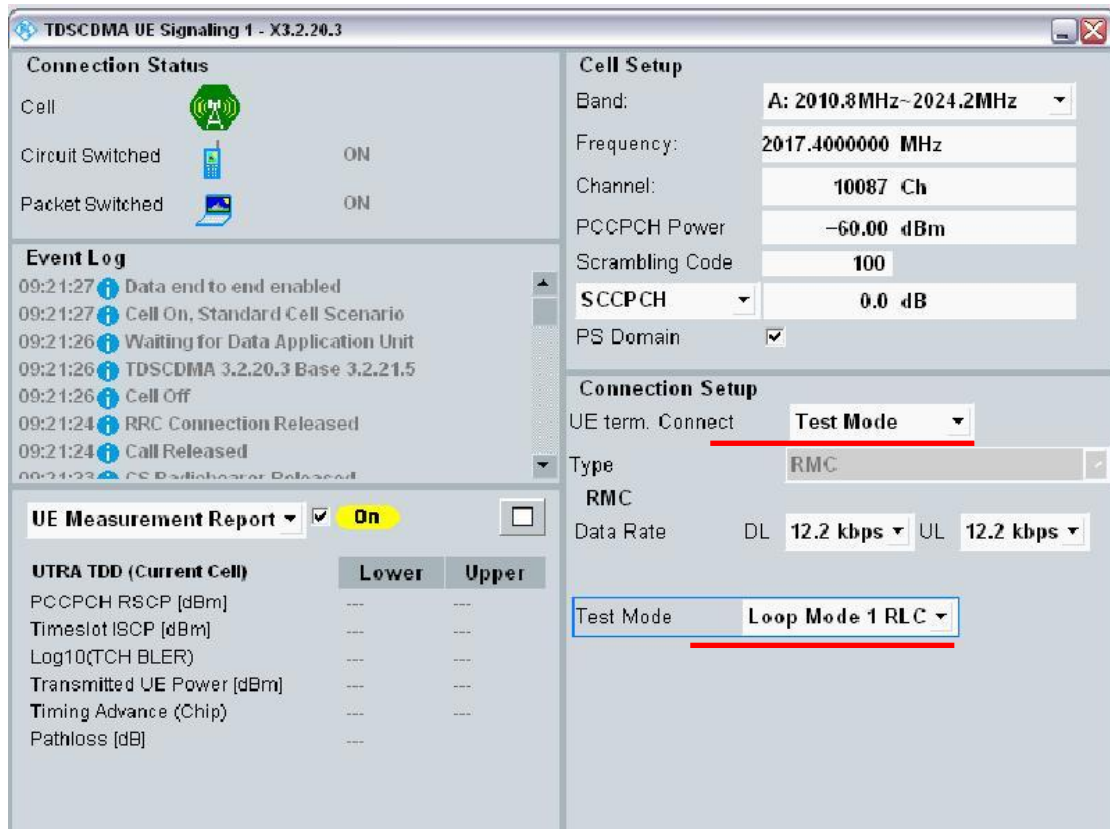 TDSCDMA UE Signaling 1 - X3.2.20.3
Connection Status
Cell
Circuit Switched ON
Packet Switched ON
Event Log
09:21:27 Data end to end enabled
09:21:27 Cell On, Standard Cell Scenario
09:21:26 Waiting for Data Application Unit
09:21:26 TDSCDMA 3.2.20.3 Base 3.2.21.5
09:21:26 Cell Off
09:21:24 RRC Connection Released
09:21:24 Call Released
09:21:23 CS Radiobearer Released
UE Measurement Report On
UTRA TDD (Current Cell) Lower Upper
PCCPCH RSCP [dBm] --- ---
Timeslot ISCP [dBm] --- ---
Log10(TCH BLER) --- ---
Transmitted UE Power [dBm] --- ---
Timing Advance (Chip) --- ---
Pathloss [dB] ---
Cell Setup
Band: A: 2010.8MHz~2024.2MHz
Frequency: 2017.4000000 MHz
Channel: 10087 Ch
PCCPCH Power -60.00 dBm
Scrambling Code 100
SCCPCH 0.0 dB
PS Domain
Connection Setup
UE term. Connect Test Mode
Type RMC
RMC
Data Rate DL 12.2 kbps UL 12.2 kbps
Test Mode Loop Mode 1 RLC